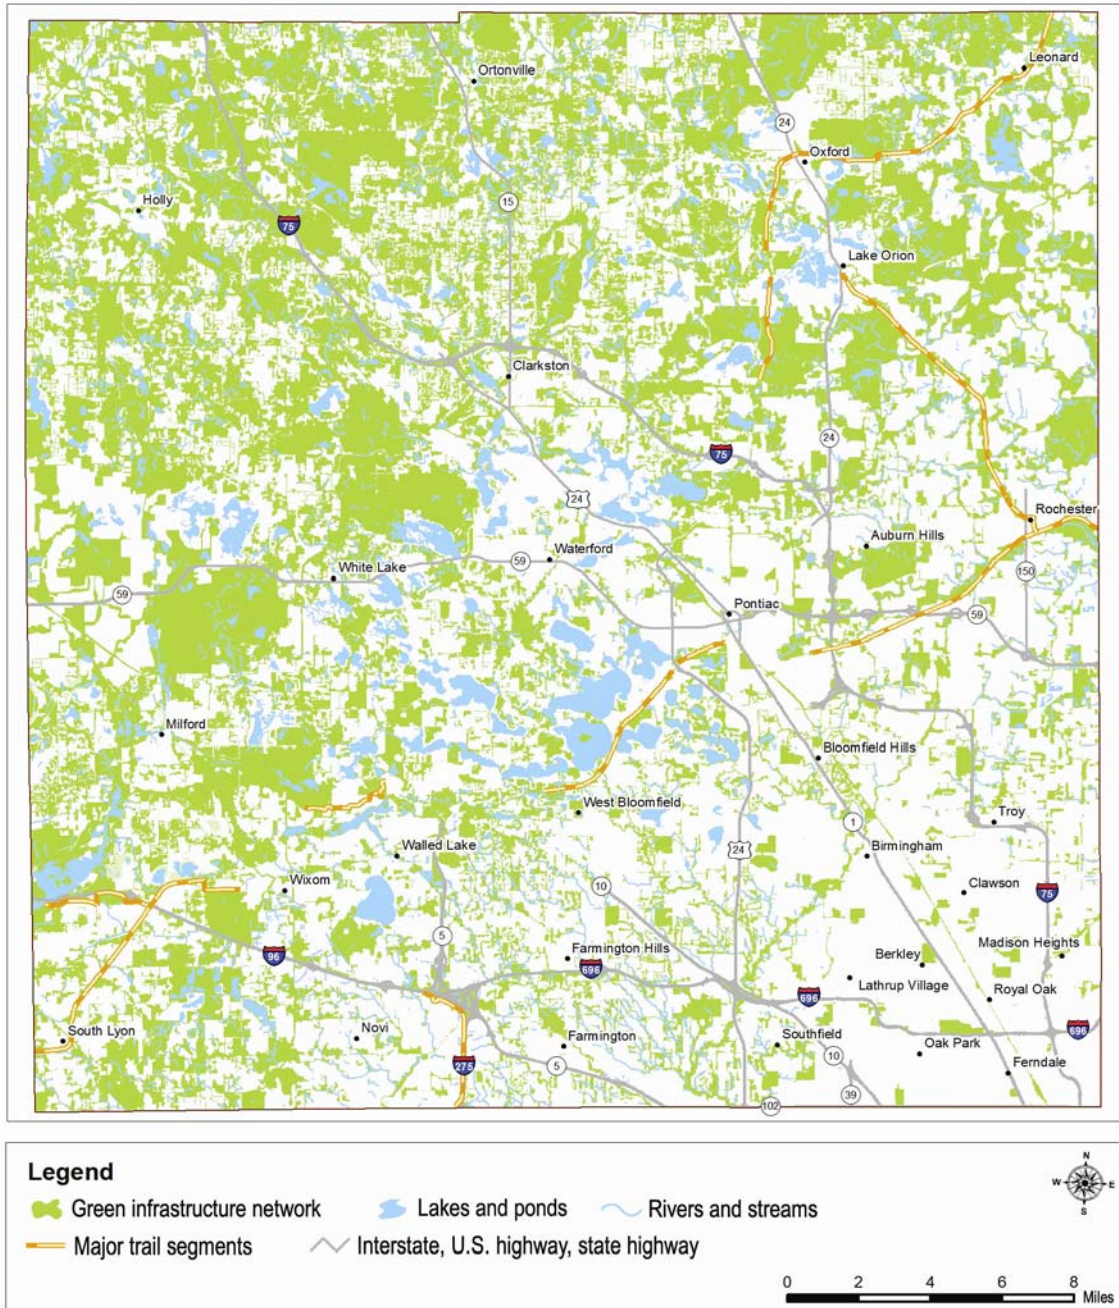 Leonard
Ortonville
24
Oxford
Holly
15
75
Lake Orion
Clarkston
24
75
24
Rochester
Auburn Hills
Waterford
59
White Lake
150
59
Pontiac
59
Milford
Bloomfield Hills
West Bloomfield
Troy
1
24
Walled Lake
Birmingham
Wixom
10
Clawson
75
5
Madison Heights
Farmington Hills
Berkley
96
696
Lathrup Village
Royal Oak
696
South Lyon
Novi
Farmington
Southfield
Oak Park
696
275
5
10
Ferndale
39
102
Legend
Green infrastructure network
Lakes and ponds
Rivers and streams
Major trail segments
Interstate, U.S. highway, state highway
N
W
E
S
0 2 4 6 8
Miles